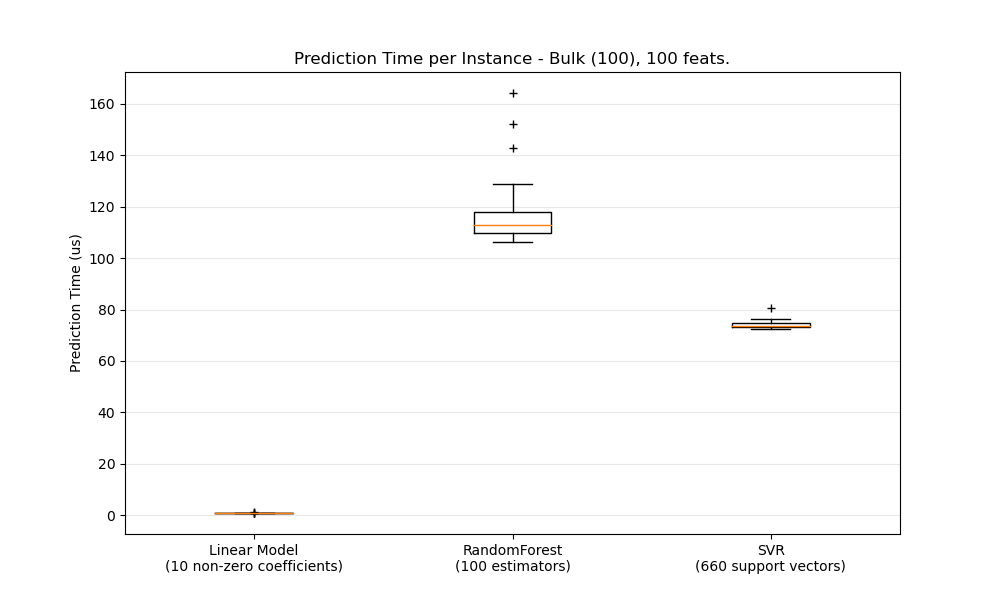 Prediction Time per Instance - Bulk (100), 100 feats.
Prediction Time (us)
160
140
120
100
80
60
40
20
0
Linear Model
(10 non-zero coefficients)
RandomForest
(100 estimators)
SVR
(660 support vectors)